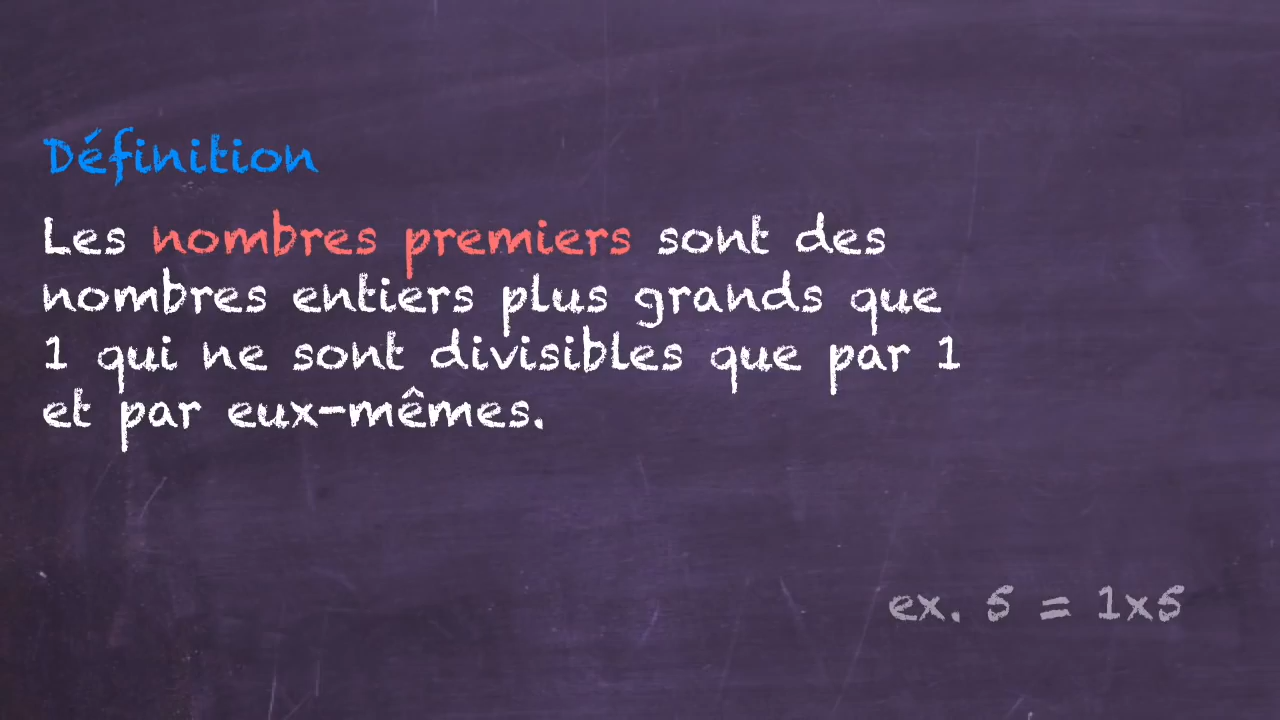 Définition
Les nombres premiers sont des
nombres entiers plus grands que
1 qui ne sont divisibles que par 1
et par eux-mêmes.
ex. 5 = 1x5